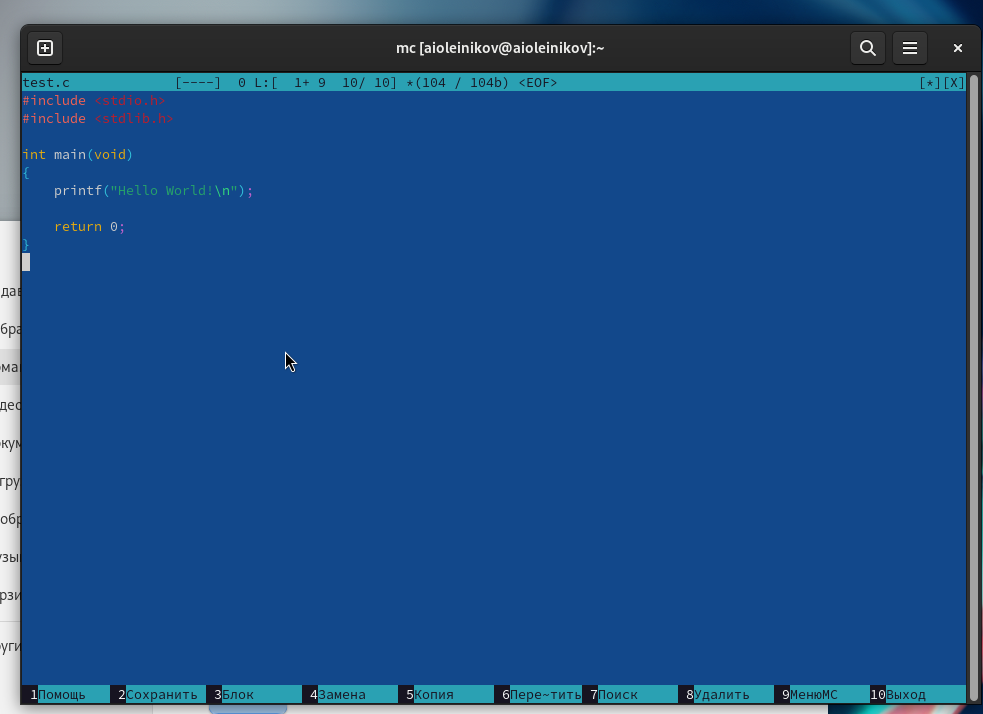 mc [aioleinikov@aioleinikov]:~
test.c [----] 0 L:[ 1+ 9 10/ 10] *(104 / 104b) <EOF> [*][X]
#include <stdio.h>
#include <stdlib.h>
int main(void)
{
printf("Hello World!\n");
return 0;
}
1Помощь 2Сохранить 3Блок 4Замена 5Копия 6Пере~тить 7Поиск 8Удалить 9МенюМС 10Выход